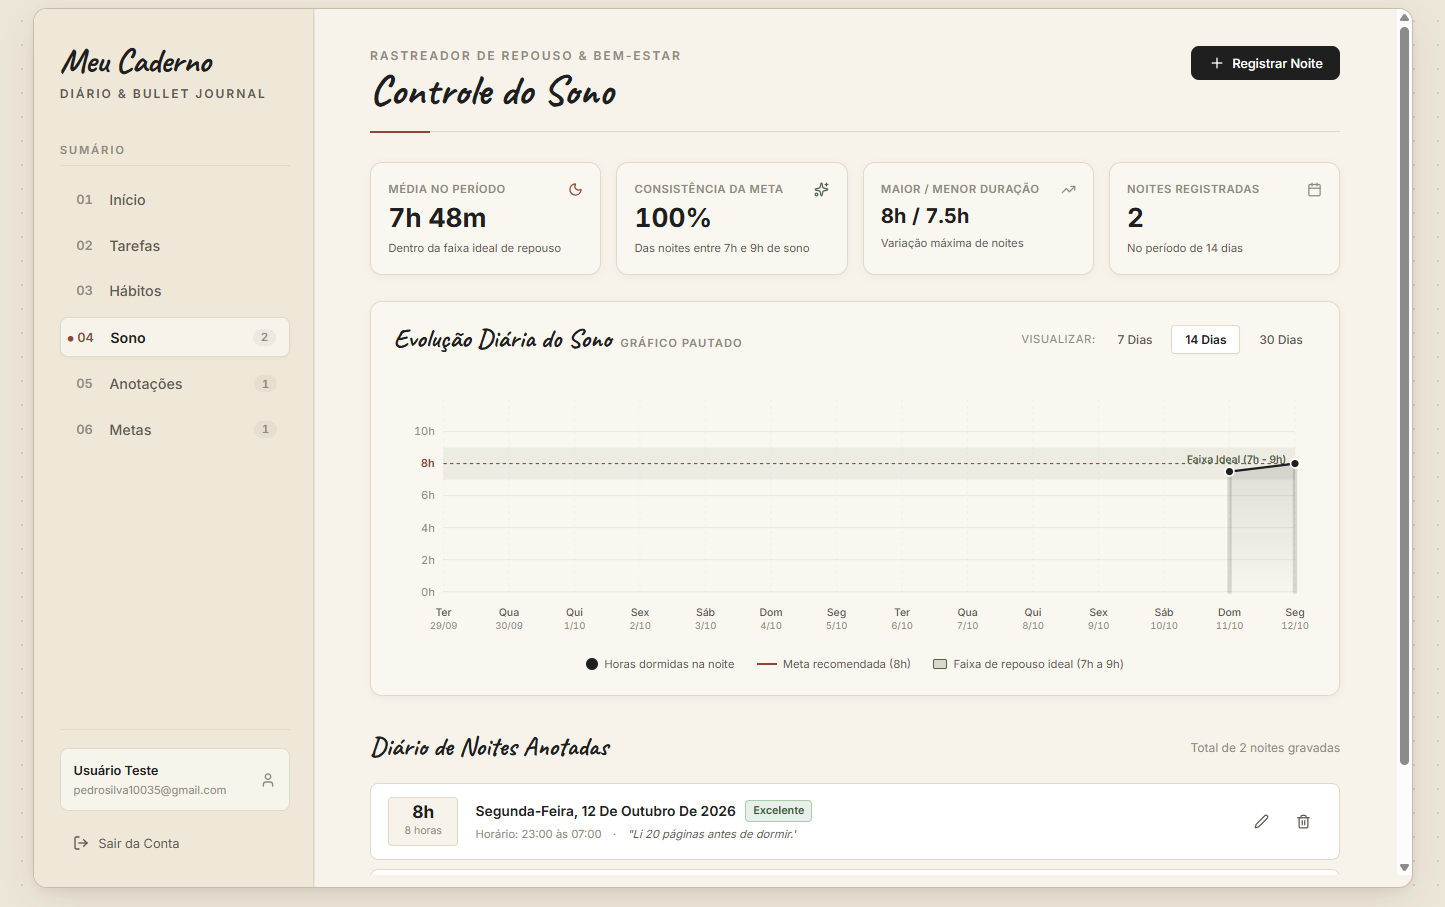 Meu Caderno
DIÁRIO & BULLET JOURNAL
SUMÁRIO
01 Início
02 Tarefas
03 Hábitos
04 Sono 2
05 Anotações 1
06 Metas 1
Usuário Teste
pedrosilva10035@gmail.com
Sair da Conta
RASTREADOR DE REPOUSO & BEM-ESTAR
Controle do Sono
Registrar Noite
MÉDIA NO PERÍODO
7h 48m
Dentro da faixa ideal de repouso
CONSISTÊNCIA DA META
100%
Das noites entre 7h e 9h de sono
MAIOR / MENOR DURAÇÃO
8h / 7.5h
Variação máxima de noites
NOITES REGISTRADAS
2
No período de 14 dias
Evolução Diária do Sono GRÁFICO PAUTADO
VISUALIZAR: 7 Dias 14 Dias 30 Dias
10h
8h
6h
4h
2h
0h
Faixa Ideal (7h - 9h)
Ter Qua Qui Sex Sáb Dom Seg Ter Qua Qui Sex Sáb Dom Seg
29/09 30/09 1/10 2/10 3/10 4/10 5/10 6/10 7/10 8/10 9/10 10/10 11/10 12/10
Horas dormidas na noite Meta recomendada (8h) Faixa de repouso ideal (7h a 9h)
Diário de Noites Anotadas
Total de 2 noites gravadas
8h
8 horas
Segunda-Feira, 12 De Outubro De 2026 Excelente
Horário: 23:00 às 07:00 · "Li 20 páginas antes de dormir."